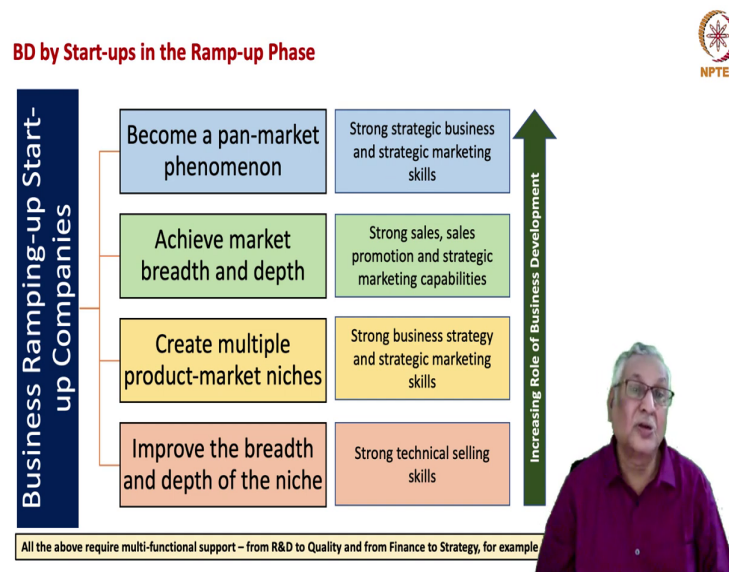 BD by Start-ups in the Ramp-up Phase
NPTE
Business Ramping-up Start-
up Companies
Become a pan-market
phenomenon
Strong strategic business
and strategic marketing
skills
Achieve market
breadth and depth
Strong sales, sales
promotion and strategic
marketing capabilities
Create multiple
product-market niches
Strong business strategy
and strategic marketing
skills
Improve the breadth
and depth of the niche
Strong technical selling
skills
Increasing Role of Business Development
All the above require multi-functional support – from R&D to Quality and from Finance to Strategy, for example